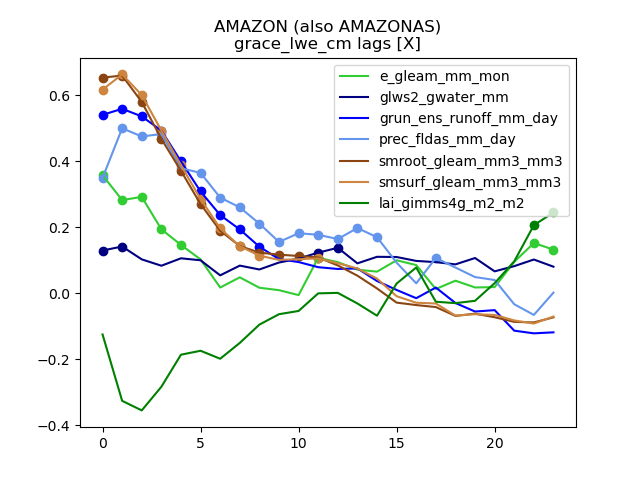 AMAZON (also AMAZONAS)
grace_lwe_cm lags [X]
e_gleam_mm_mon
glws2_gwater_mm
grun_ens_runoff_mm_day
prec_fldas_mm_day
smroot_gleam_mm3_mm3
smsurf_gleam_mm3_mm3
lai_gimms4g_m2_m2
0.6
0.4
0.2
0.0
−0.2
−0.4
0 5 10 15 20